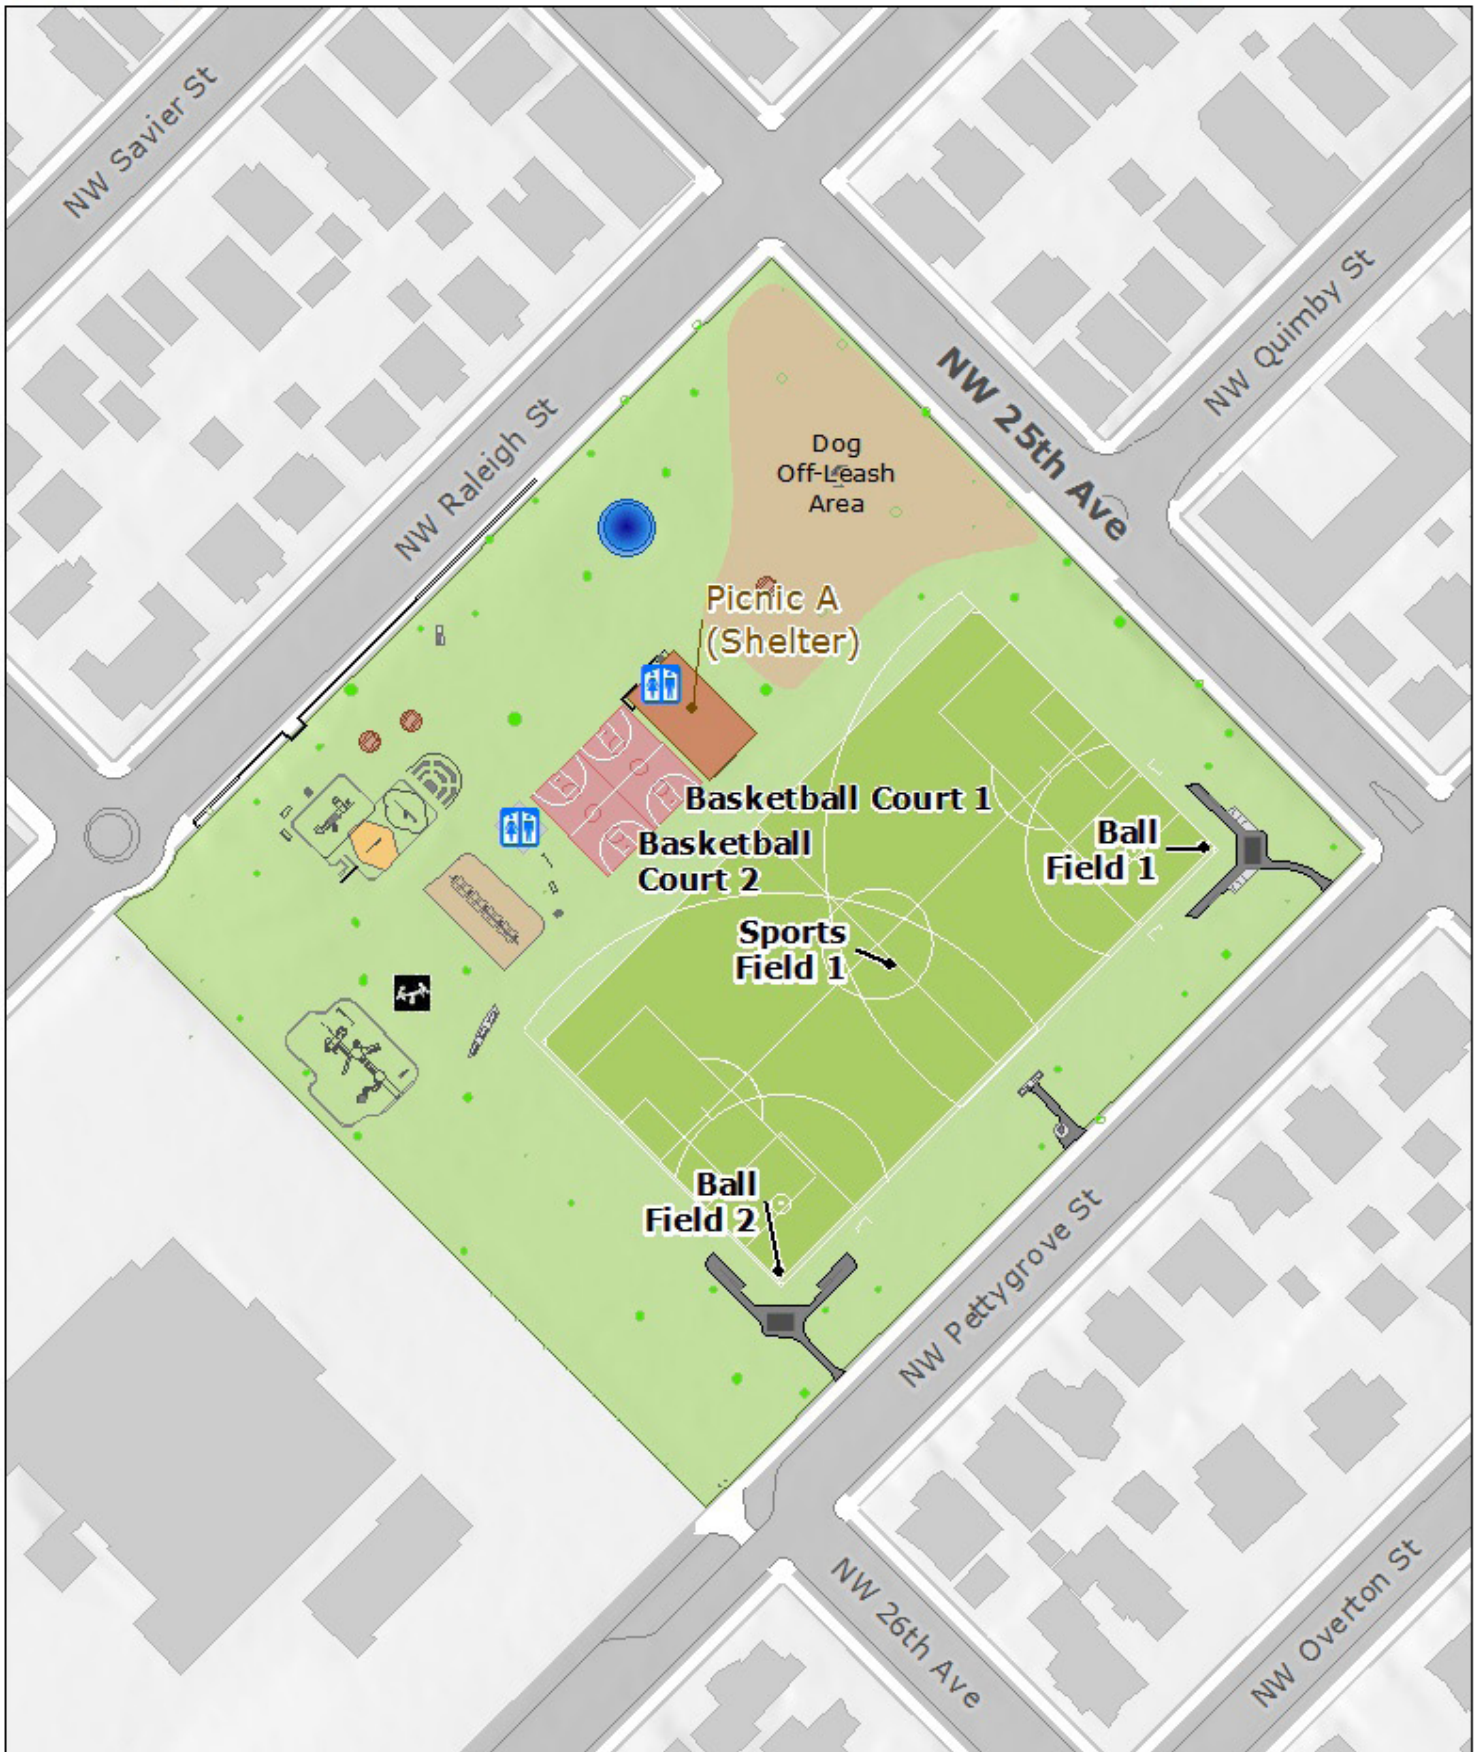 NW Savier St
NW Quimby St
NW 25th Ave
NW Raleigh St
Dog
Off-Leash
Area
Picnic A
(Shelter)
Basketball Court 1
Basketball
Court 2
Ball
Field 1
Sports
Field 1
Ball
Field 2
NW Pettygrove St
NW 26th Ave
NW Overton St